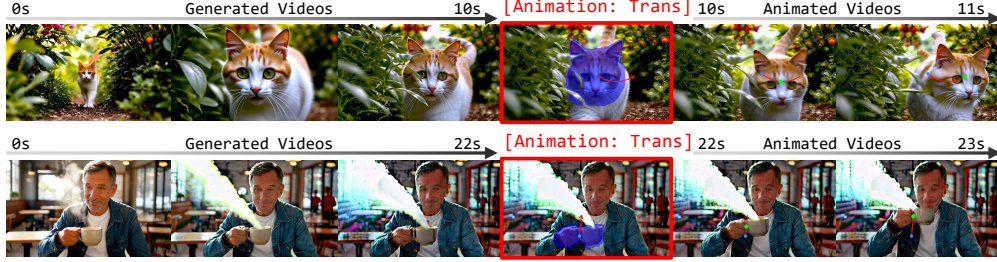 0s Generated Videos 10s [Animation: Trans] 10s Animated Videos 11s
0s Generated Videos 22s [Animation: Trans] 22s Animated Videos 23s